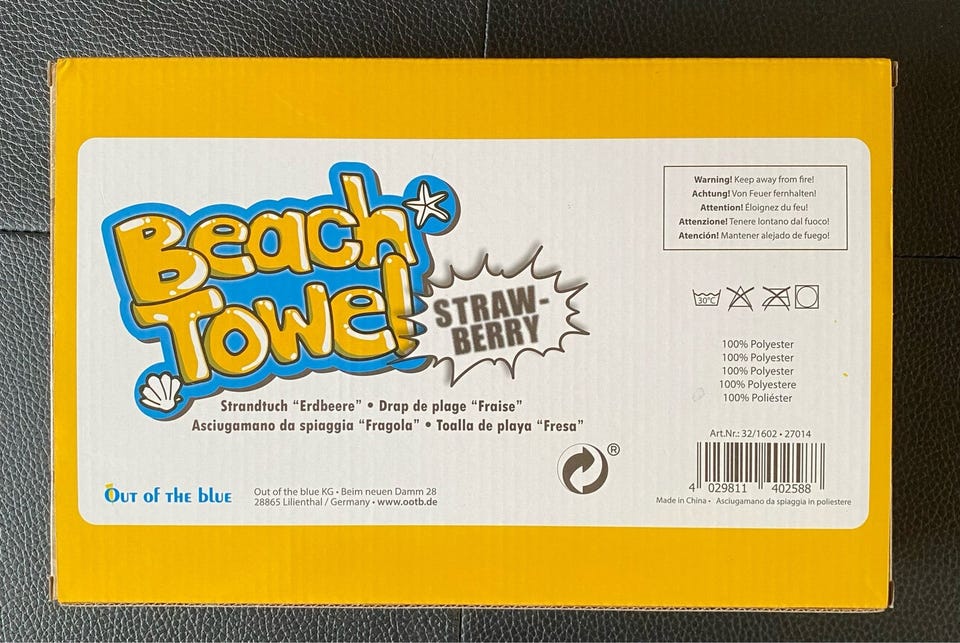 Beach
Towel
STRAW-
BERRY
Strandtuch "Erdbeere" • Drap de plage "Fraise"
Asciugamano da spiaggia "Fragola" • Toalla de playa "Fresa"
Warning! Keep away from fire!
Achtung! Von Feuer fernhalten!
Attention! Éloignez du feu!
Attenzione! Tenere lontano dal fuoco!
Atención! Mantener alejado de fuego!
30°C
100% Polyester
100% Polyester
100% Polyester
100% Polyestere
100% Poliéster
Art.Nr.: 32/1602 • 27014
4 029811 402588
Made in China • Asciugamano da spiaggia in poliestere
®
OUT OF THE BLUE
Out of the blue KG • Beim neuen Damm 28
28865 Lilienthal / Germany • www.ootb.de